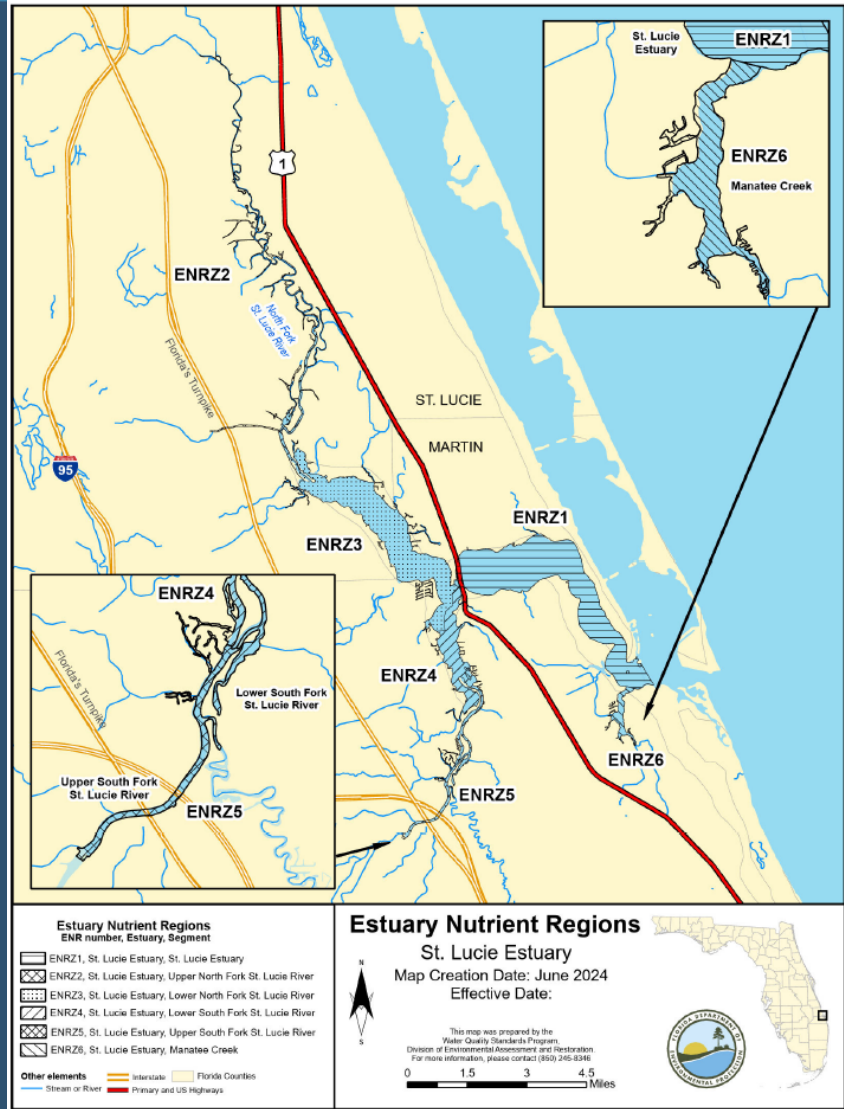 St. Lucie
Estuary
ENRZ1
ENRZ6
Manatee Creek
1
ENRZ2
North Fork
St. Lucie River
Florida's Turnpike
ST. LUCIE
MARTIN
95
ENRZ3
ENRZ1
ENRZ4
ENRZ5
ENRZ6
ENRZ4
Florida's Turnpike
Lower South Fork
St. Lucie River
Upper South Fork
St. Lucie River
ENRZ5
Estuary Nutrient Regions
ENR number, Estuary, Segment
ENRZ1, St. Lucie Estuary, St. Lucie Estuary
ENRZ2, St. Lucie Estuary, Upper North Fork St. Lucie River
ENRZ3, St. Lucie Estuary, Lower North Fork St. Lucie River
ENRZ4, St. Lucie Estuary, Lower South Fork St. Lucie River
ENRZ5, St. Lucie Estuary, Upper South Fork St. Lucie River
ENRZ6, St. Lucie Estuary, Manatee Creek
Other elements
Stream or River
Interstate
Primary and US Highways
Florida Counties
Estuary Nutrient Regions
St. Lucie Estuary
Map Creation Date: June 2024
Effective Date:
N
S
This map was prepared by the
Water Quality Standards Program,
Division of Environmental Assessment and Restoration.
For more information, please contact (850) 245-8346
0 1.5 3 4.5
Miles
FLORIDA DEPARTMENT OF
ENVIRONMENTAL PROTECTION